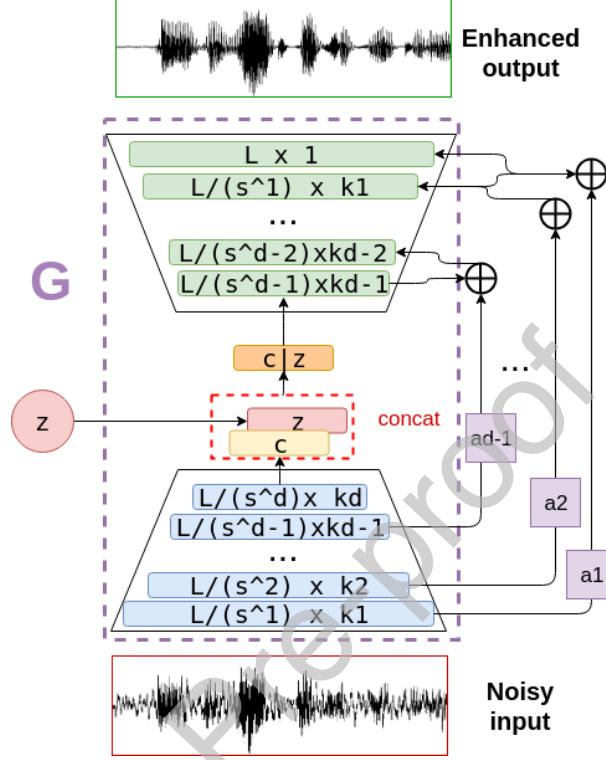 Enhanced
output
L x 1
L/(s^1) x k1
...
L/(s^d-2)xkd-2
L/(s^d-1)xkd-1
G
c|z
...
z
z
concat
c
ad-1
L/(s^d)x kd
L/(s^d-1)xkd-1
a2
...
L/(s^2) x k2
a1
L/(s^1) x k1
Noisy
input
Pre-proof